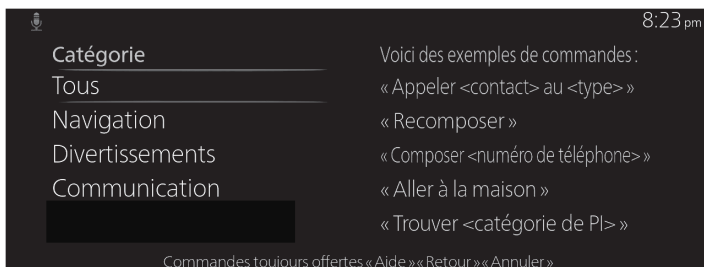 8:23 pm
Catégorie
Tous
Navigation
Divertissements
Communication
Voici des exemples de commandes :
« Appeler <contact> au <type> »
« Recomposer »
« Composer <numéro de téléphone> »
« Aller à la maison »
« Trouver <catégorie de PI> »
Commandes toujours offertes « Aide » « Retour » « Annuler »